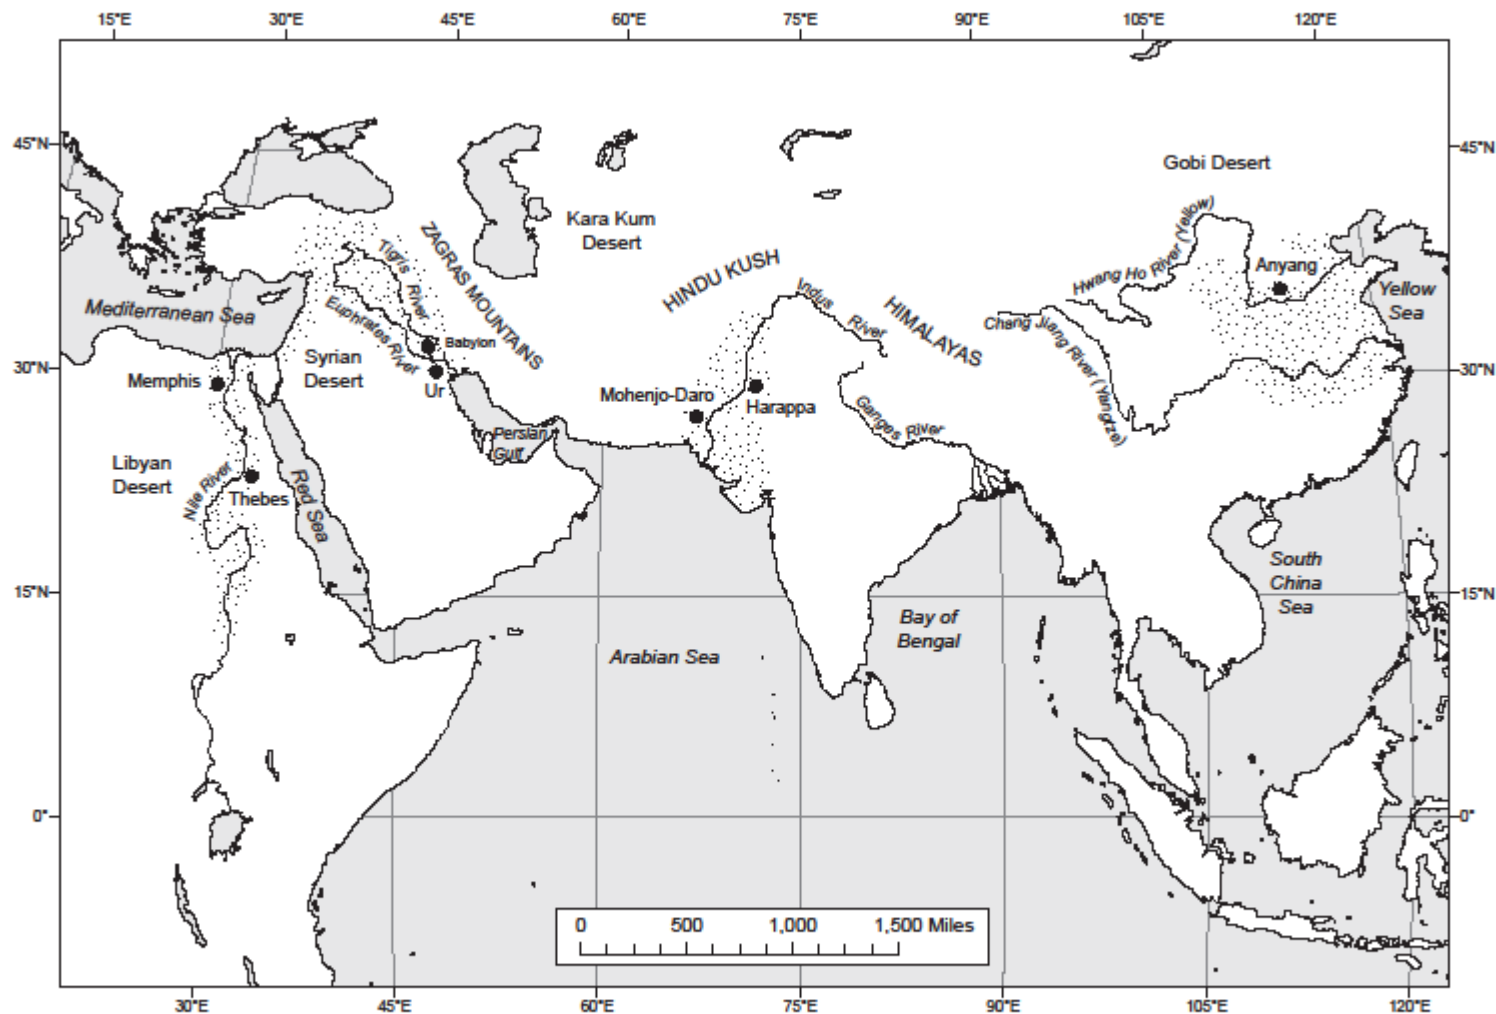 15°E 30°E 45°E 60°E 75°E 90°E 105°E 120°E
45°N
45°N
Gobi Desert
Kara Kum
Desert
ZAGRAS MOUNTAINS
Tigris
River
HINDU KUSH
Hwang Ho River (Yellow)
Anyang
Yellow
Sea
Mediterranean Sea
Euphrates River
Babylon
Indus
River
HIMALAYAS
Chang Jiang River (Yangtze)
30°N
30°N
Syrian
Desert
Memphis
Ur
Mohenjo-Daro
Harappa
Ganges River
Persian
Gulf
Libyan
Desert
Nile River
Thebes
Red Sea
South
China
Sea
15°N
15°N
Bay of
Bengal
Arabian Sea
0°
0°
0 500 1,000 1,500 Miles
30°E 45°E 60°E 75°E 90°E 105°E 120°E